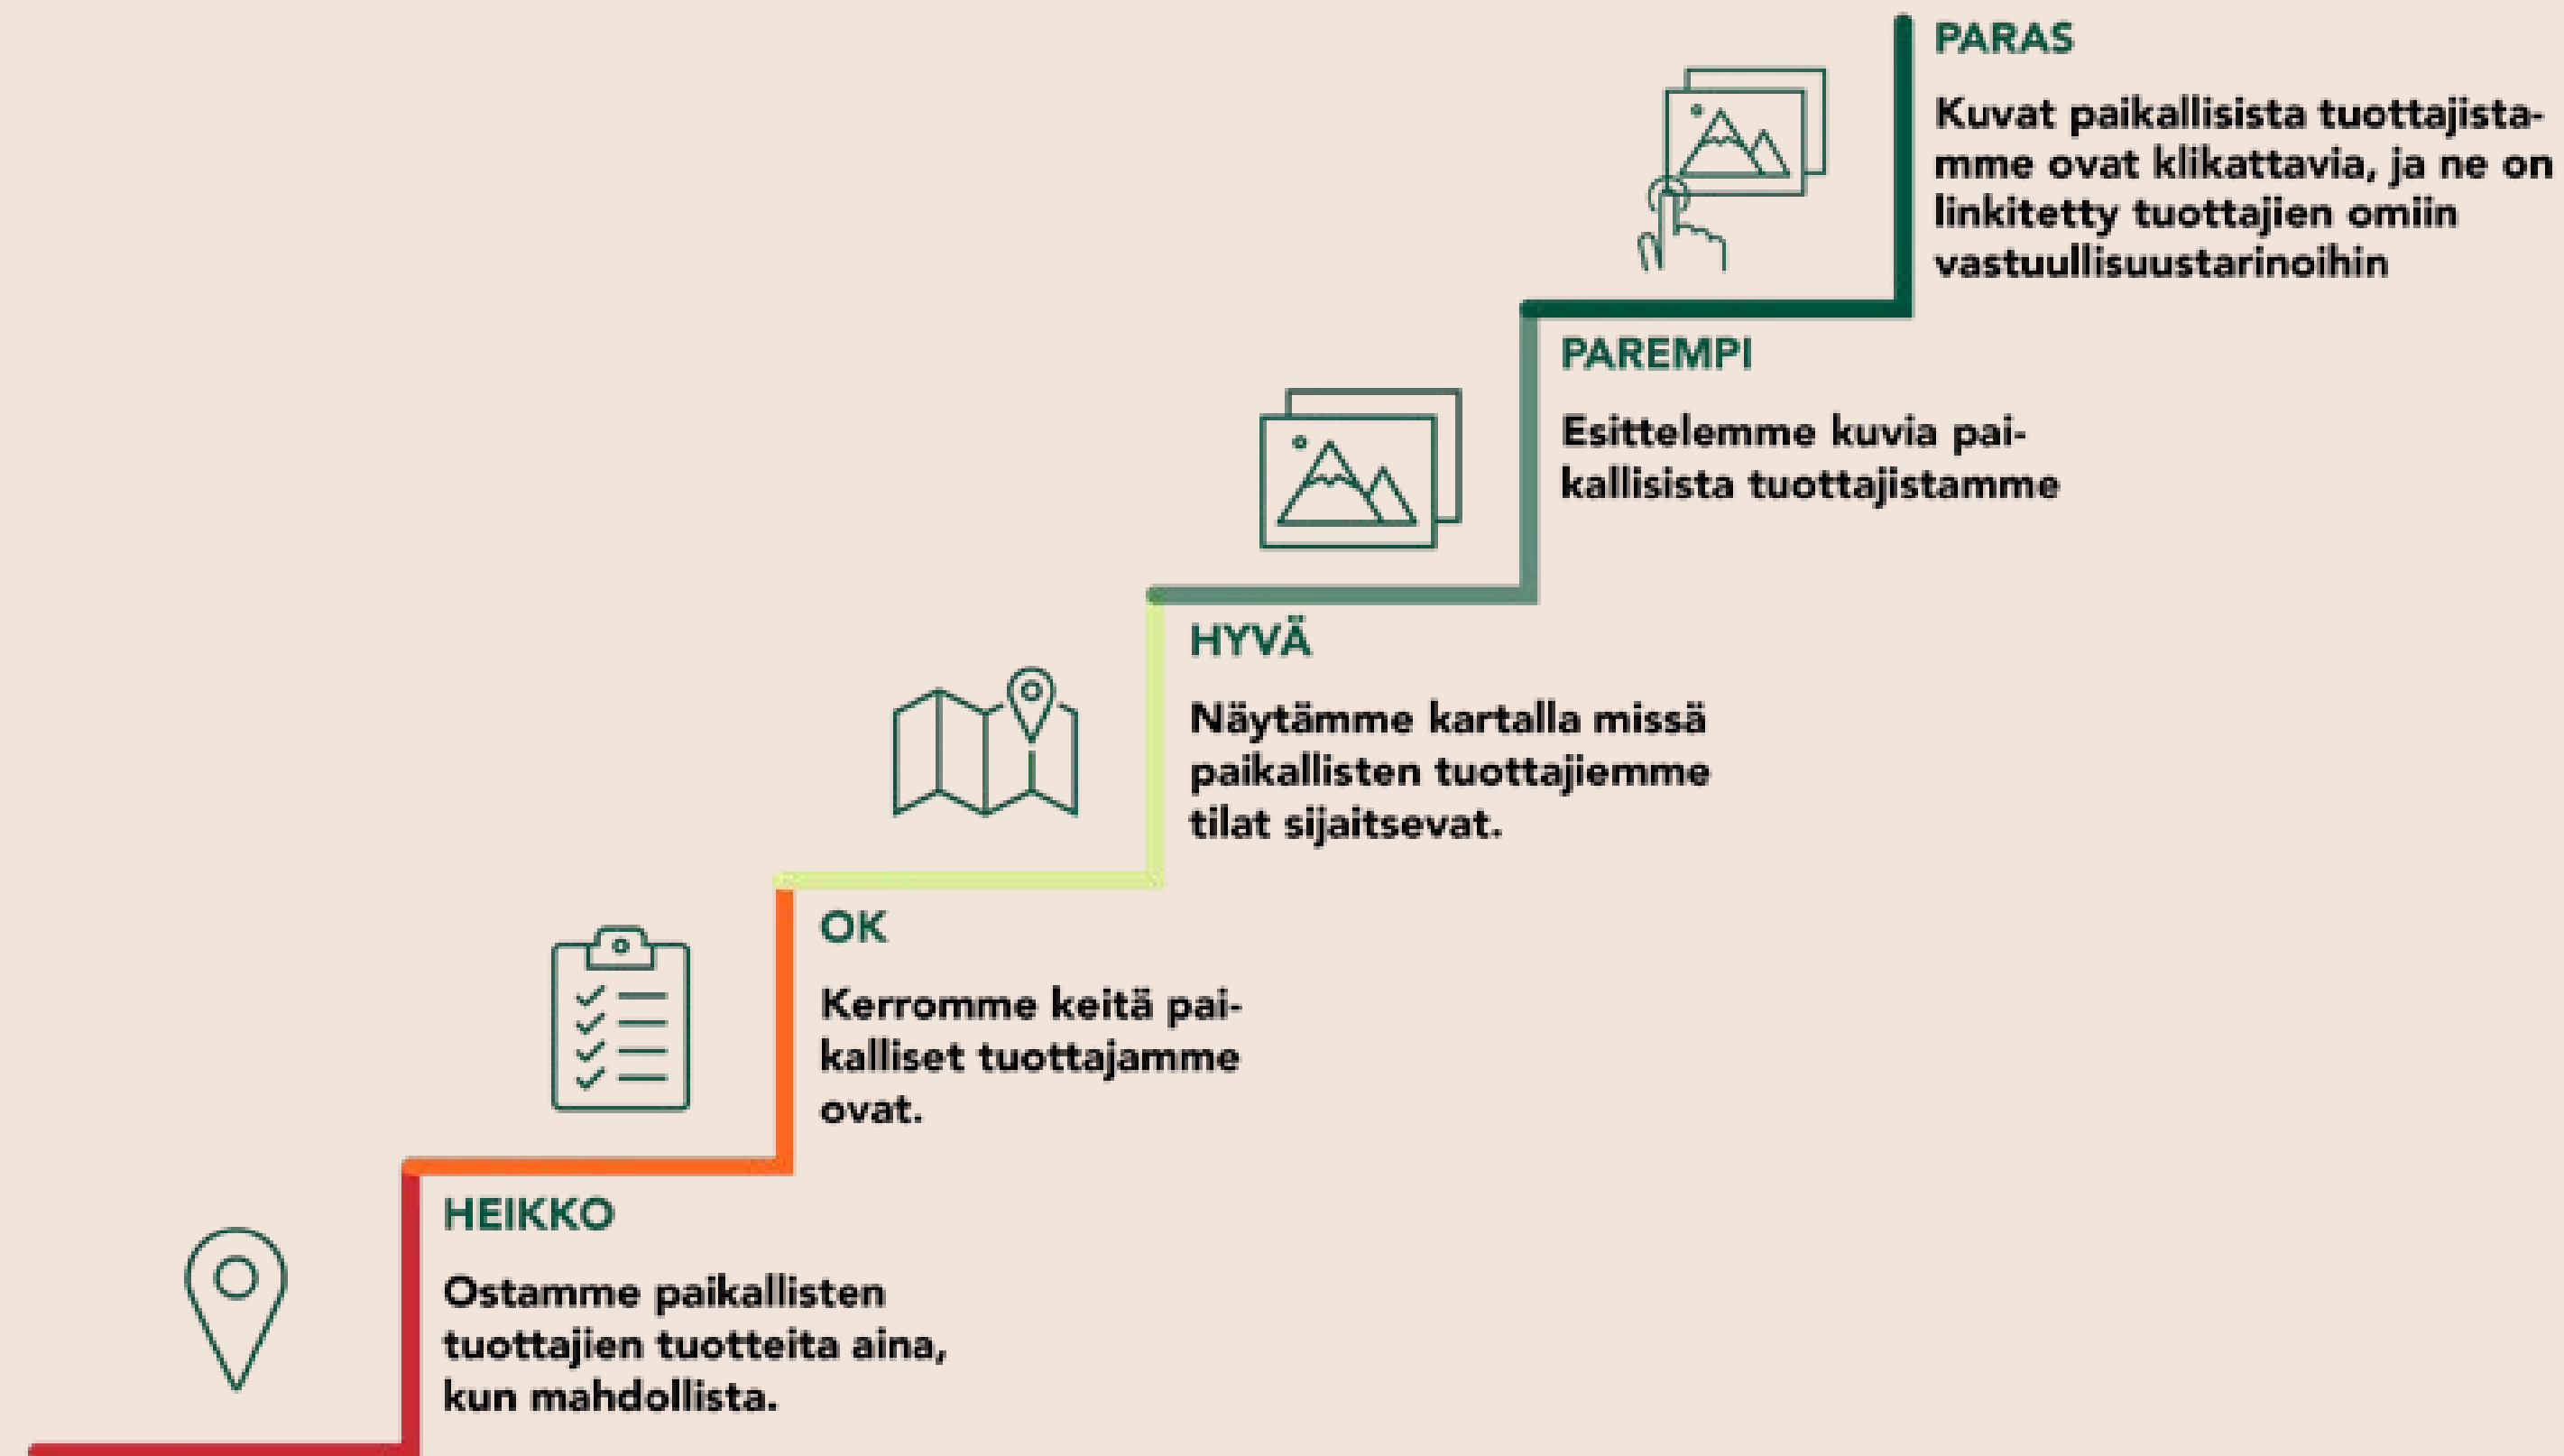 PARAS
Kuvat paikallisista tuottajista-
mme ovat klikattavia, ja ne on
linkitetty tuottajien omiin
vastuullisuustarinoihin
PAREMPI
Esittelemme kuvia pai-
kallisista tuottajistamme
HYVÄ
Näytämme kartalla missä
paikallisten tuottajiemme
tilat sijaitsevat.
OK
Kerromme keitä pai-
kalliset tuottajamme
ovat.
HEIKKO
Ostamme paikallisten
tuottajien tuotteita aina,
kun mahdollista.